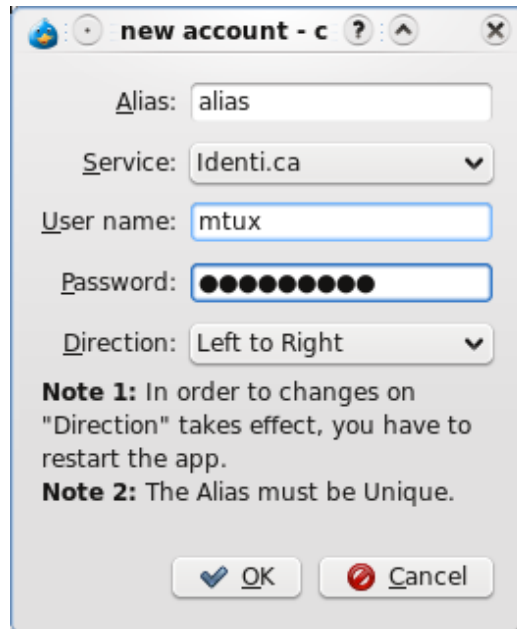 new account - c
Alias: alias
Service: Identi.ca
User name: mtux
Password: ●●●●●●●●●
Direction: Left to Right
Note 1: In order to changes on
"Direction" takes effect, you have to
restart the app.
Note 2: The Alias must be Unique.
OK Cancel